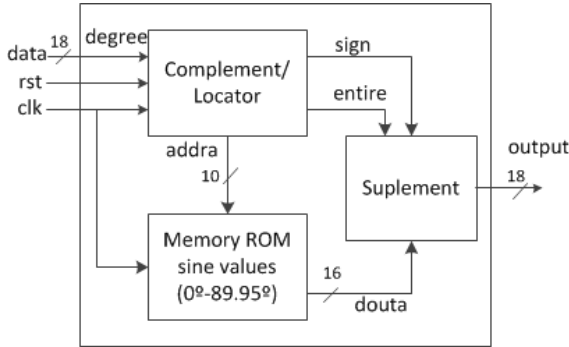 data
18
degree
rst
clk
Complement/
Locator
sign
entire
addra
10
Suplement
output
18
Memory ROM
sine values
(0º-89.95º)
16
douta